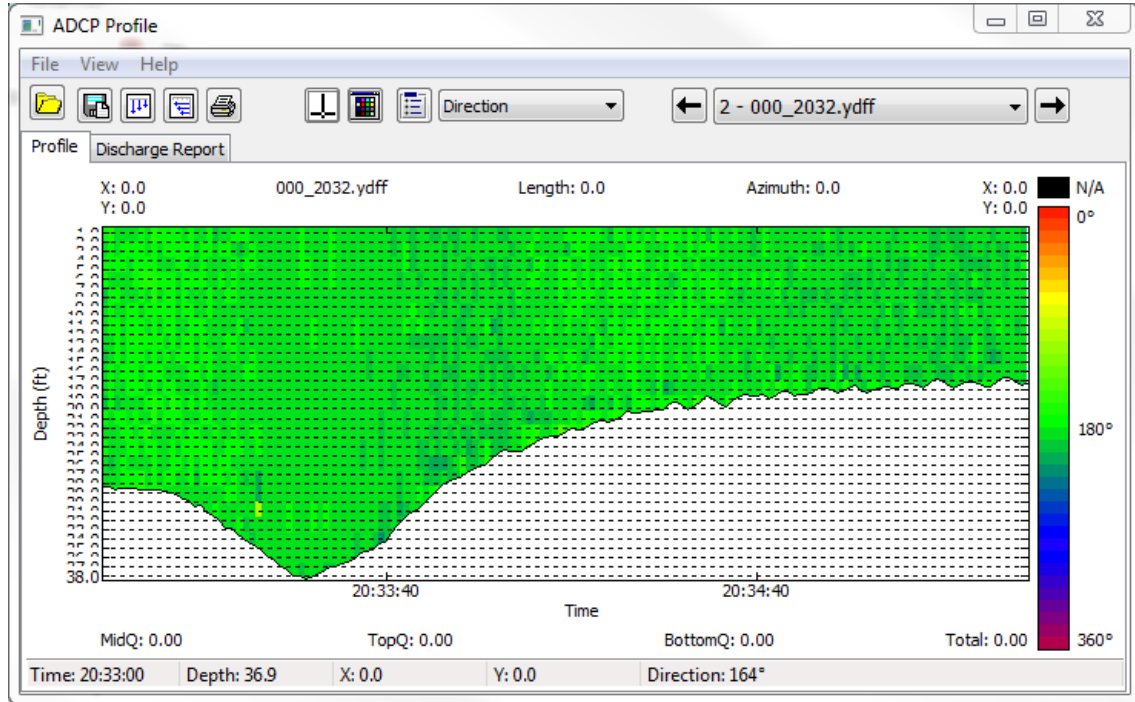 ADCP Profile
File View Help
Direction
2 - 000_2032.ydff
Profile Discharge Report
X: 0.0 000_2032.ydff Length: 0.0 Azimuth: 0.0 X: 0.0 N/A
Y: 0.0 Y: 0.0 0°
Depth (ft)
180°
38.0
20:33:40 20:34:40
Time
MidQ: 0.00 TopQ: 0.00 BottomQ: 0.00 Total: 0.00 360°
Time: 20:33:00 Depth: 36.9 X: 0.0 Y: 0.0 Direction: 164°